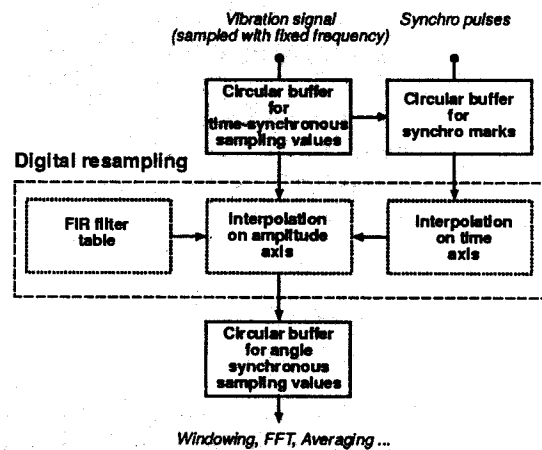 Vibration signal
(sampled with fixed frequency)
Synchro pulses
Circular buffer
for
time-synchronous
sampling values
Circular buffer
for
synchro marks
Digital resampling
FIR filter
table
Interpolation
on amplitude
axis
Interpolation
on time
axis
Circular buffer
for angle
synchronous
sampling values
Windowing, FFT, Averaging ...